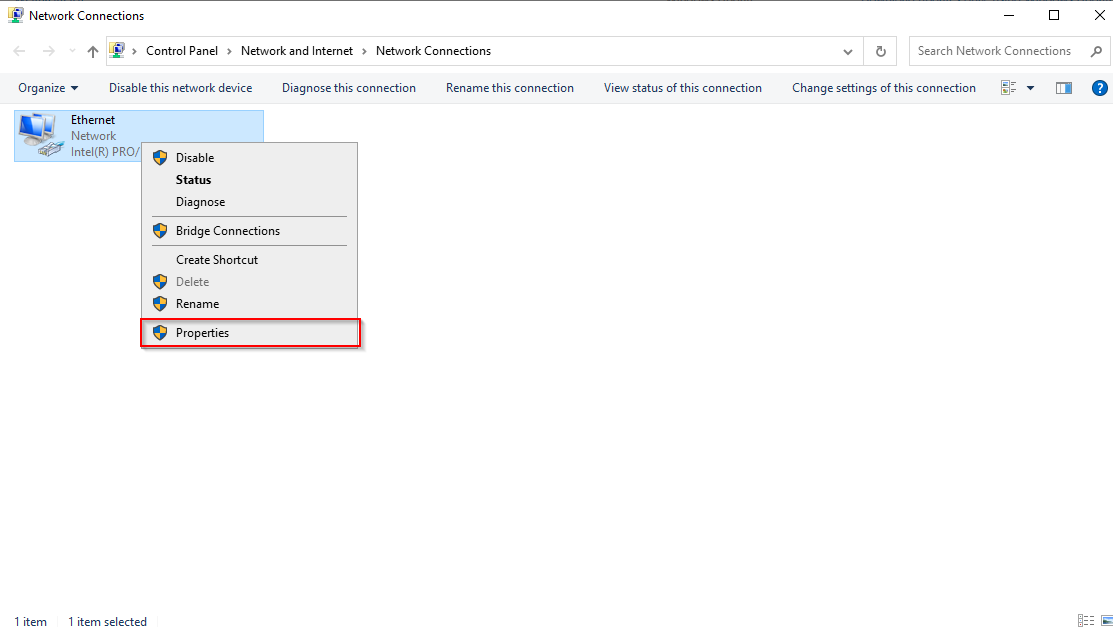 Network Connections
Control Panel > Network and Internet > Network Connections
Search Network Connections
Organize Disable this network device Diagnose this connection Rename this connection View status of this connection Change settings of this connection ?
Ethernet
Network
Intel(R) PRO/
Disable
Status
Diagnose
Bridge Connections
Create Shortcut
Delete
Rename
Properties
1 item 1 item selected